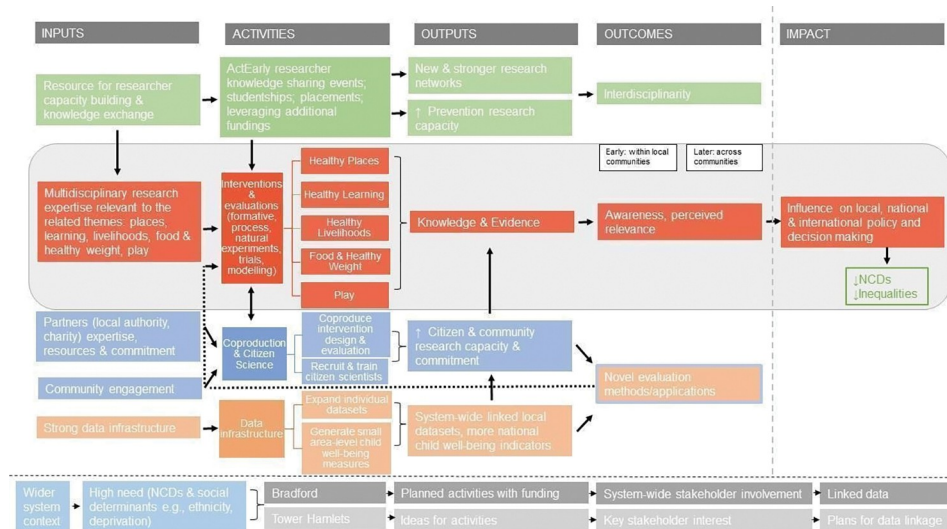 INPUTS
ACTIVITIES
OUTPUTS
OUTCOMES
IMPACT
Resource for researcher
capacity building &
knowledge exchange
ActEarly researcher
knowledge sharing events;
studentships; placements;
leveraging additional
fundings
New & stronger research
networks
↑ Prevention research
capacity
Interdisciplinarity
Early: within local
communities
Later: across
communities
Multidisciplinary research
expertise relevant to the
related themes: places,
learning, livelihoods, food &
healthy weight, play
Interventions &
evaluations
(formative,
process,
natural
experiments,
trials,
modelling)
Healthy Places
Healthy Learning
Healthy
Livelihoods
Food & Healthy
Weight
Play
Knowledge & Evidence
Awareness, perceived
relevance
Influence on local, national
& international policy and
decision making
↓NCDs
↓Inequalities
Partners (local authority,
charity) expertise,
resources & commitment
Community engagement
Coproduction
& Citizen
Science
Coproduce
intervention
design &
evaluation
Recruit & train
citizen scientists
↑ Citizen & community
research capacity &
commitment
Novel evaluation
methods/applications
Strong data infrastructure
Data
infrastructure
Expand individual
datasets
Generate small
area-level child
well-being
measures
System-wide linked local
datasets, more national
child well-being indicators
Wider
system
context
High need (NCDs & social
determinants e.g., ethnicity,
deprivation)
Bradford
Planned activities with funding
System-wide stakeholder involvement
Linked data
Tower Hamlets
Ideas for activities
Key stakeholder interest
Plans for data linkage